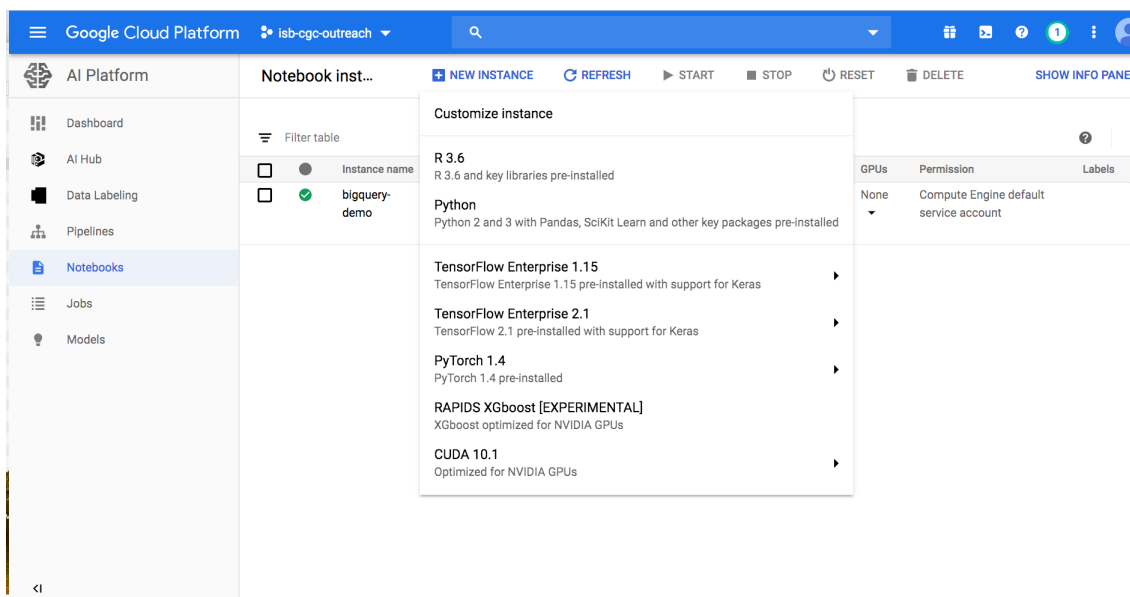 Google Cloud Platform isb-cgc-outreach 1
AI Platform
Notebook inst... NEW INSTANCE REFRESH START STOP RESET DELETE SHOW INFO PANE
Dashboard
AI Hub
Data Labeling
Pipelines
Notebooks
Jobs
Models
Filter table
Instance name GPUs Permission Labels
bigquery-
demo
None Compute Engine default
service account
Customize instance
R 3.6
R 3.6 and key libraries pre-installed
Python
Python 2 and 3 with Pandas, SciKit Learn and other key packages pre-installed
TensorFlow Enterprise 1.15
TensorFlow Enterprise 1.15 pre-installed with support for Keras
TensorFlow Enterprise 2.1
TensorFlow 2.1 pre-installed with support for Keras
PyTorch 1.4
PyTorch 1.4 pre-installed
RAPIDS XGboost [EXPERIMENTAL]
XGboost optimized for NVIDIA GPUs
CUDA 10.1
Optimized for NVIDIA GPUs